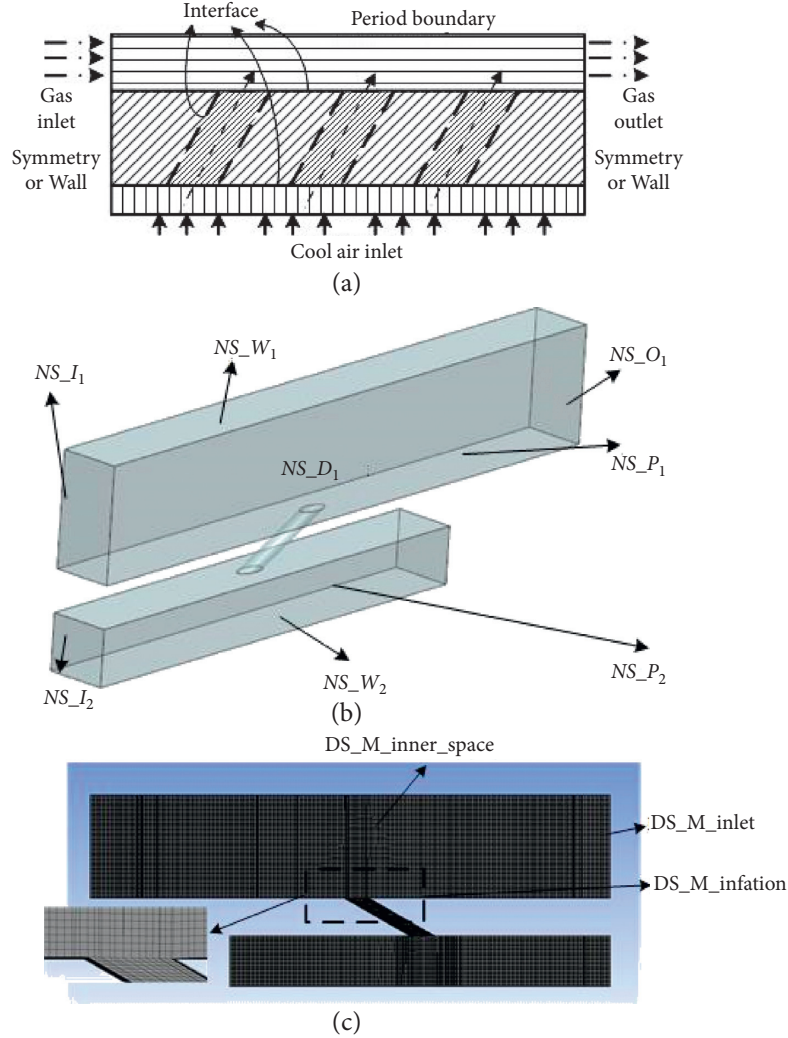 Interface
Period boundary
Gas
inlet
Gas
outlet
Symmetry
or Wall
Symmetry
or Wall
Cool air inlet
(a)
NS_W1
NS_O1
NS_I1
NS_D1
NS_P1
NS_P2
NS_I2
NS_W2
(b)
DS_M_inner_space
DS_M_inlet
DS_M_infation
(c)